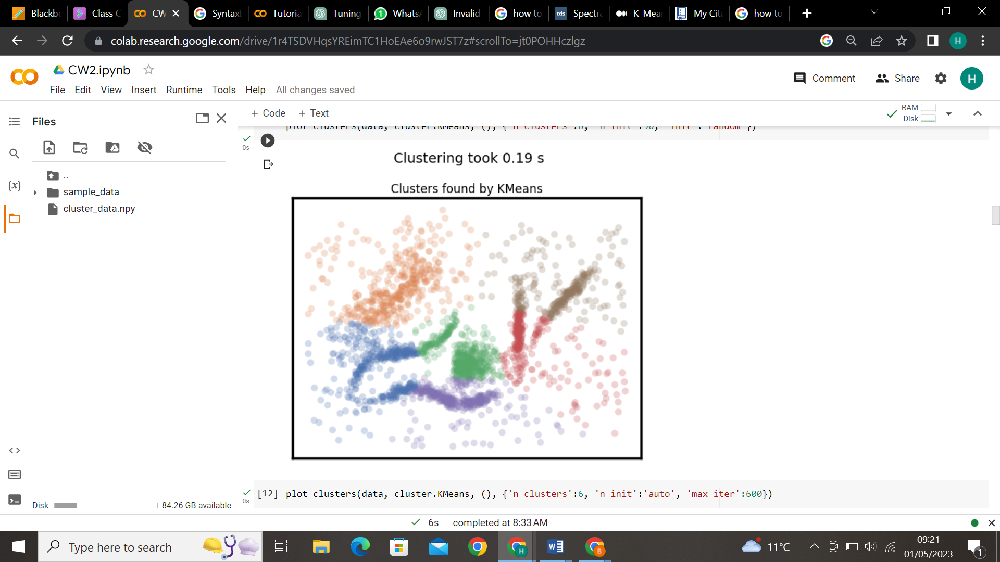 Blackb
Class C
CW
Syntax
Tutoria
Tuning
Whats
Invalid
how to
Spectra
K-Mea
My Cit
how to
colab.research.google.com/drive/1r4TSDVHqsYREimTC1HoEAe6o9rwJST7z#scrollTo=jt0POHHczlgz
H
CW2.ipynb
Comment
Share
H
File Edit View Insert Runtime Tools Help All changes saved
Files
+ Code + Text
RAM
Disk
plot_clusters(data, cluster.KMeans, (), {'n_clusters':6, 'n_init':50, 'init':'random'})
0s
Clustering took 0.19 s
Clusters found by KMeans
{x}
..
sample_data
cluster_data.npy
[12] plot_clusters(data, cluster.KMeans, (), {'n_clusters':6, 'n_init':'auto', 'max_iter':600})
0s
Disk 84.26 GB available
6s completed at 8:33 AM
Type here to search
11°C
09:21
01/05/2023
1